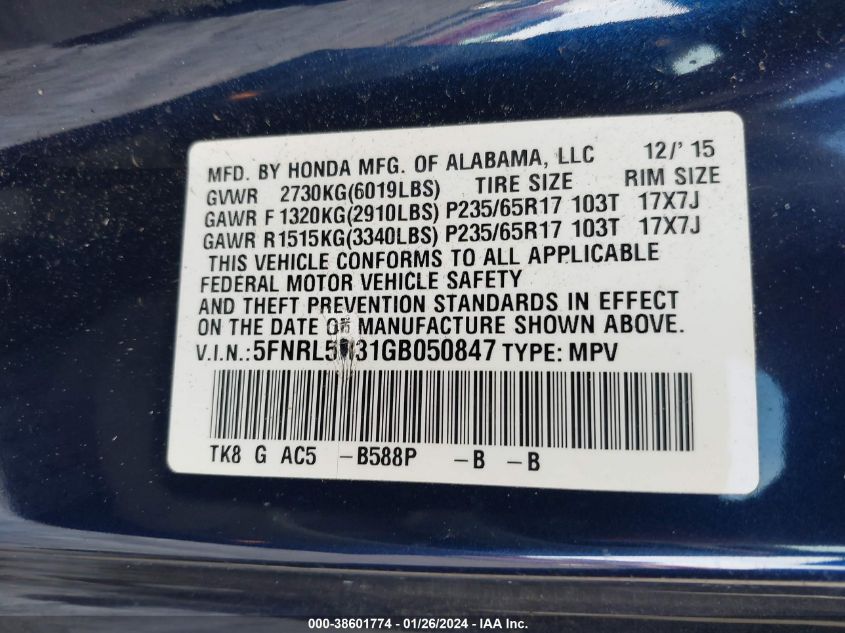 MFD. BY HONDA MFG. OF ALABAMA, LLC 12/' 15
GVWR 2730KG(6019LBS) TIRE SIZE RIM SIZE
GAWR F 1320KG(2910LBS) P235/65R17 103T 17X7J
GAWR R 1515KG(3340LBS) P235/65R17 103T 17X7J
THIS VEHICLE CONFORMS TO ALL APPLICABLE
FEDERAL MOTOR VEHICLE SAFETY
AND THEFT PREVENTION STANDARDS IN EFFECT
ON THE DATE OF MANUFACTURE SHOWN ABOVE.
V.I.N.: TYPE: MPV
TK8 G AC5 -B588P -B -B
000-38601774 - 01/26/2024 - IAA Inc.